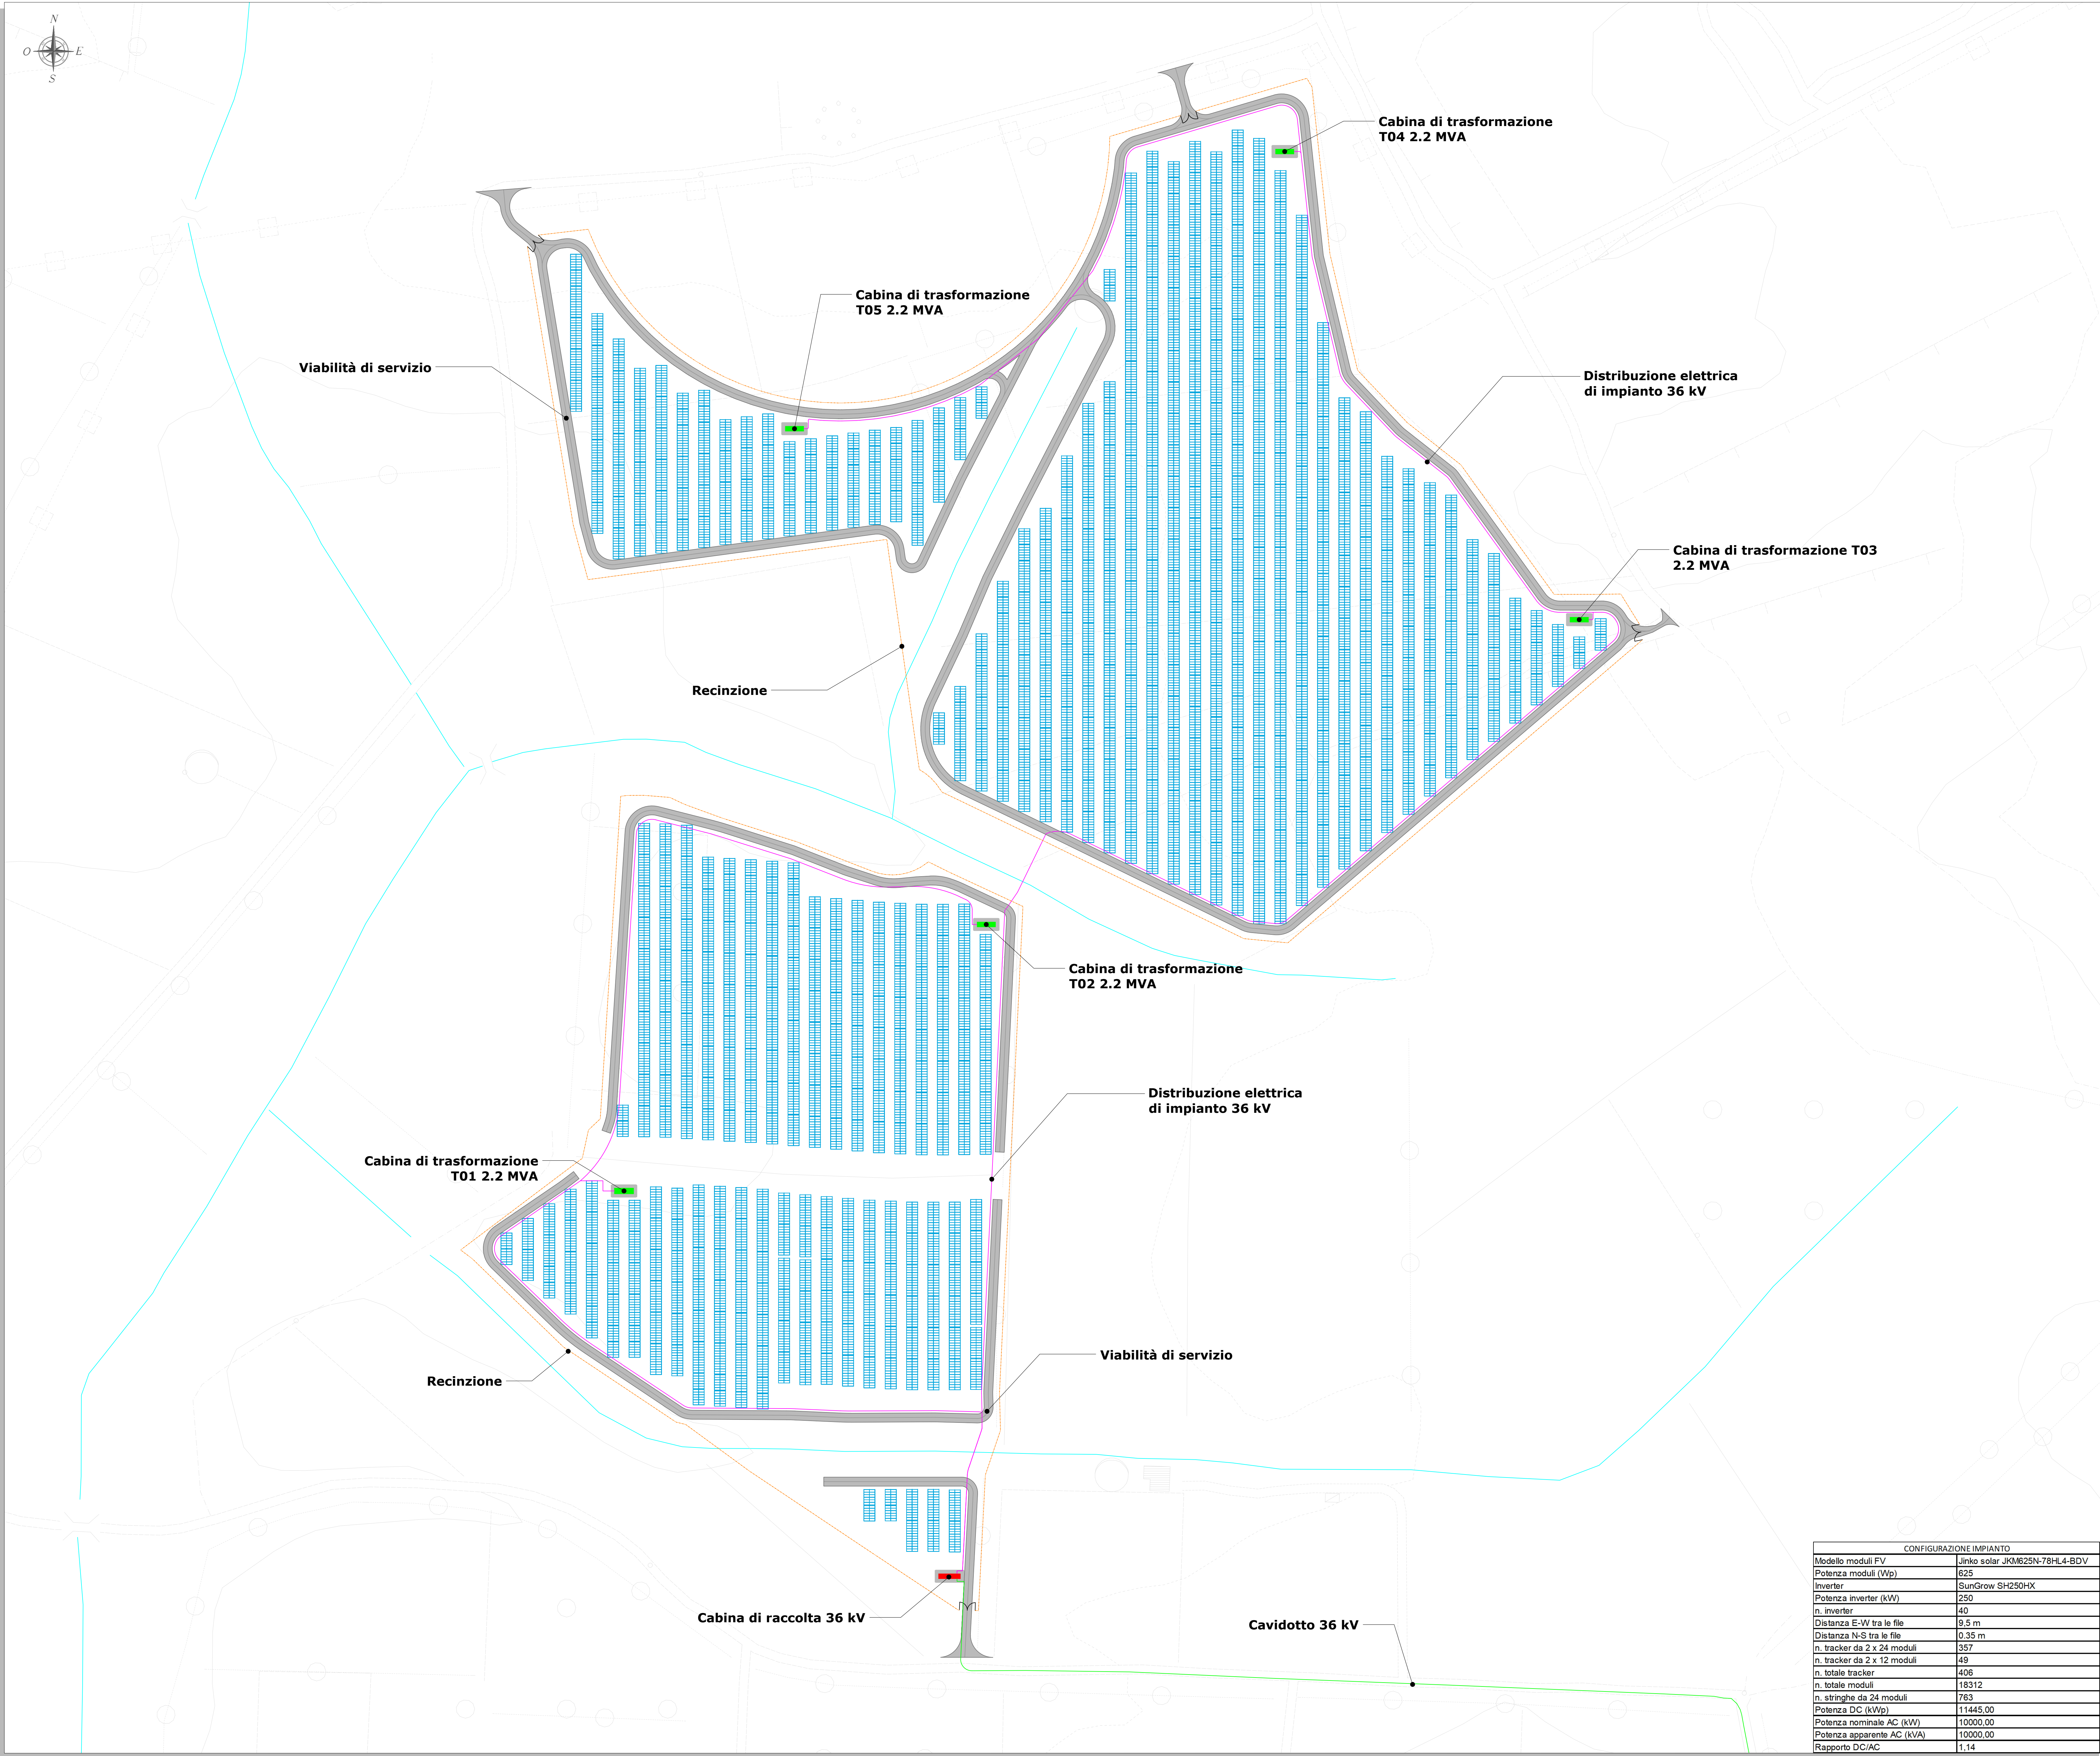 N
O E
S
Cabina di trasformazione
T04 2.2 MVA
Cabina di trasformazione
T05 2.2 MVA
Viabilità di servizio
Distribuzione elettrica
di impianto 36 kV
Cabina di trasformazione T03
2.2 MVA
Recinzione
Cabina di trasformazione
T02 2.2 MVA
Distribuzione elettrica
di impianto 36 kV
Cabina di trasformazione
T01 2.2 MVA
Viabilità di servizio
Recinzione
Cabina di raccolta 36 kV
Cavidotto 36 kV
CONFIGURAZIONE IMPIANTO
Modello moduli FV Jinko solar JKM625N-78HL4-BDV
Potenza moduli (Wp) 625
Inverter SunGrow SH250HX
Potenza inverter (kW) 250
n. inverter 40
Distanza E-W tra le file 9,5 m
Distanza N-S tra le file 0.35 m
n. tracker da 2 x 24 moduli 357
n. tracker da 2 x 12 moduli 49
n. totale tracker 406
n. totale moduli 18312
n. stringhe da 24 moduli 763
Potenza DC (kWp) 11445,00
Potenza nominale AC (kW) 10000,00
Potenza apparente AC (kVA) 10000,00
Rapporto DC/AC 1,14